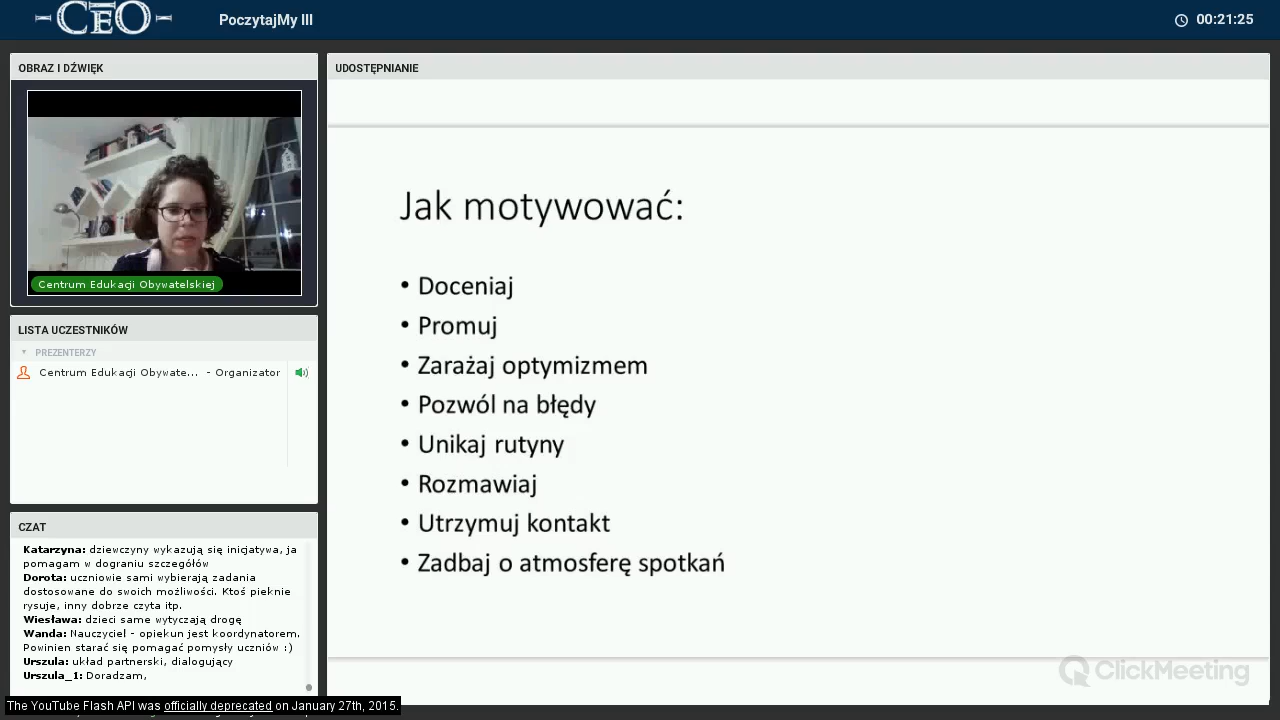 CEO
PoczytajMy III
00:21:25
OBRAZ I DŹWIĘK
Centrum Edukacji Obywatelskiej
LISTA UCZESTNIKÓW
PREZENTERZY
Centrum Edukacji Obywate... - Organizator
CZAT
Katarzyna: dziewczyny wykazują się inicjatywa, ja
pomagam w dograniu szczegółów
Dorota: uczniowie sami wybierają zadania
dostosowane do swoich możliwości. Ktoś pieknie
rysuje, inny dobrze czyta itp.
Wiesława: dzieci same wytyczają drogę
Wanda: Nauczyciel - opiekun jest koordynatorem.
Powinien starać się pomagać pomysły uczniów :)
Urszula: układ partnerski, dialogujący
Urszula_1: Doradzam,
The YouTube Flash API was officially deprecated on January 27th, 2015.
UDOSTĘPNIANIE
Jak motywować:
• Doceniaj
• Promuj
• Zarażaj optymizmem
• Pozwól na błędy
• Unikaj rutyny
• Rozmawiaj
• Utrzymuj kontakt
• Zadbaj o atmosferę spotkań
ClickMeeting